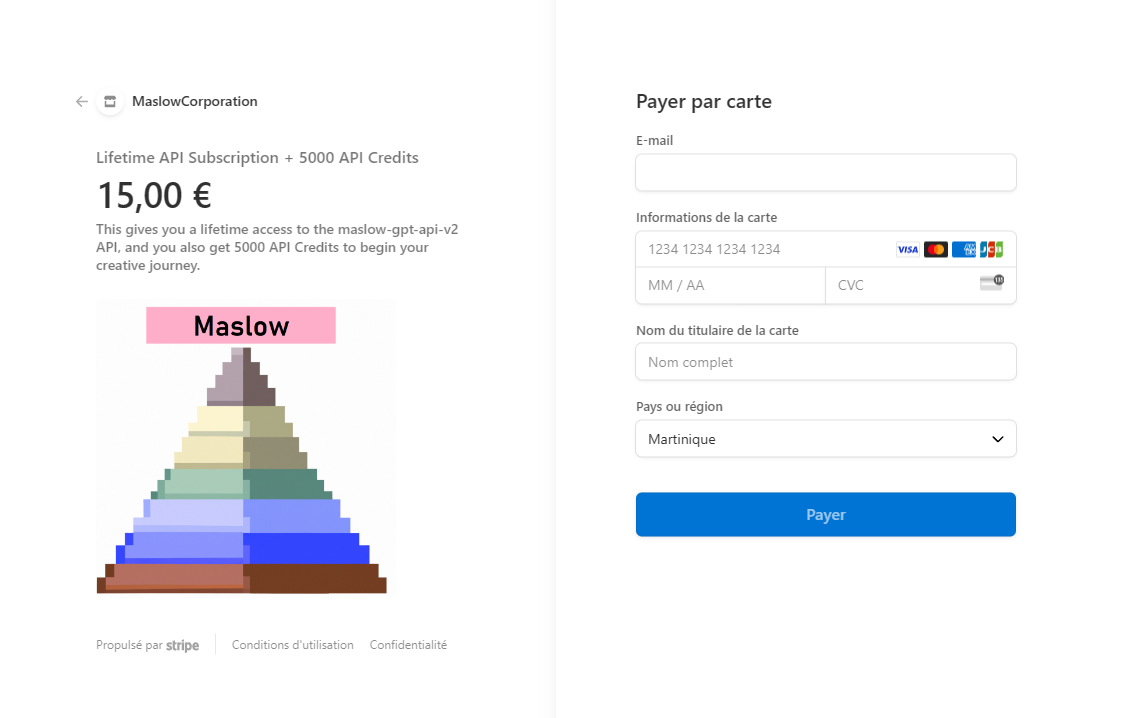 MaslowCorporation
Lifetime API Subscription + 5000 API Credits
15,00 €
This gives you a lifetime access to the maslow-gpt-api-v2
API, and you also get 5000 API Credits to begin your
creative journey.
Maslow
Propulsé par stripe
Conditions d'utilisation
Confidentialité
Payer par carte
E-mail
Informations de la carte
1234 1234 1234 1234
VISA
AM EX
JCB
MM / AA
CVC
Nom du titulaire de la carte
Nom complet
Pays ou région
Martinique
Payer